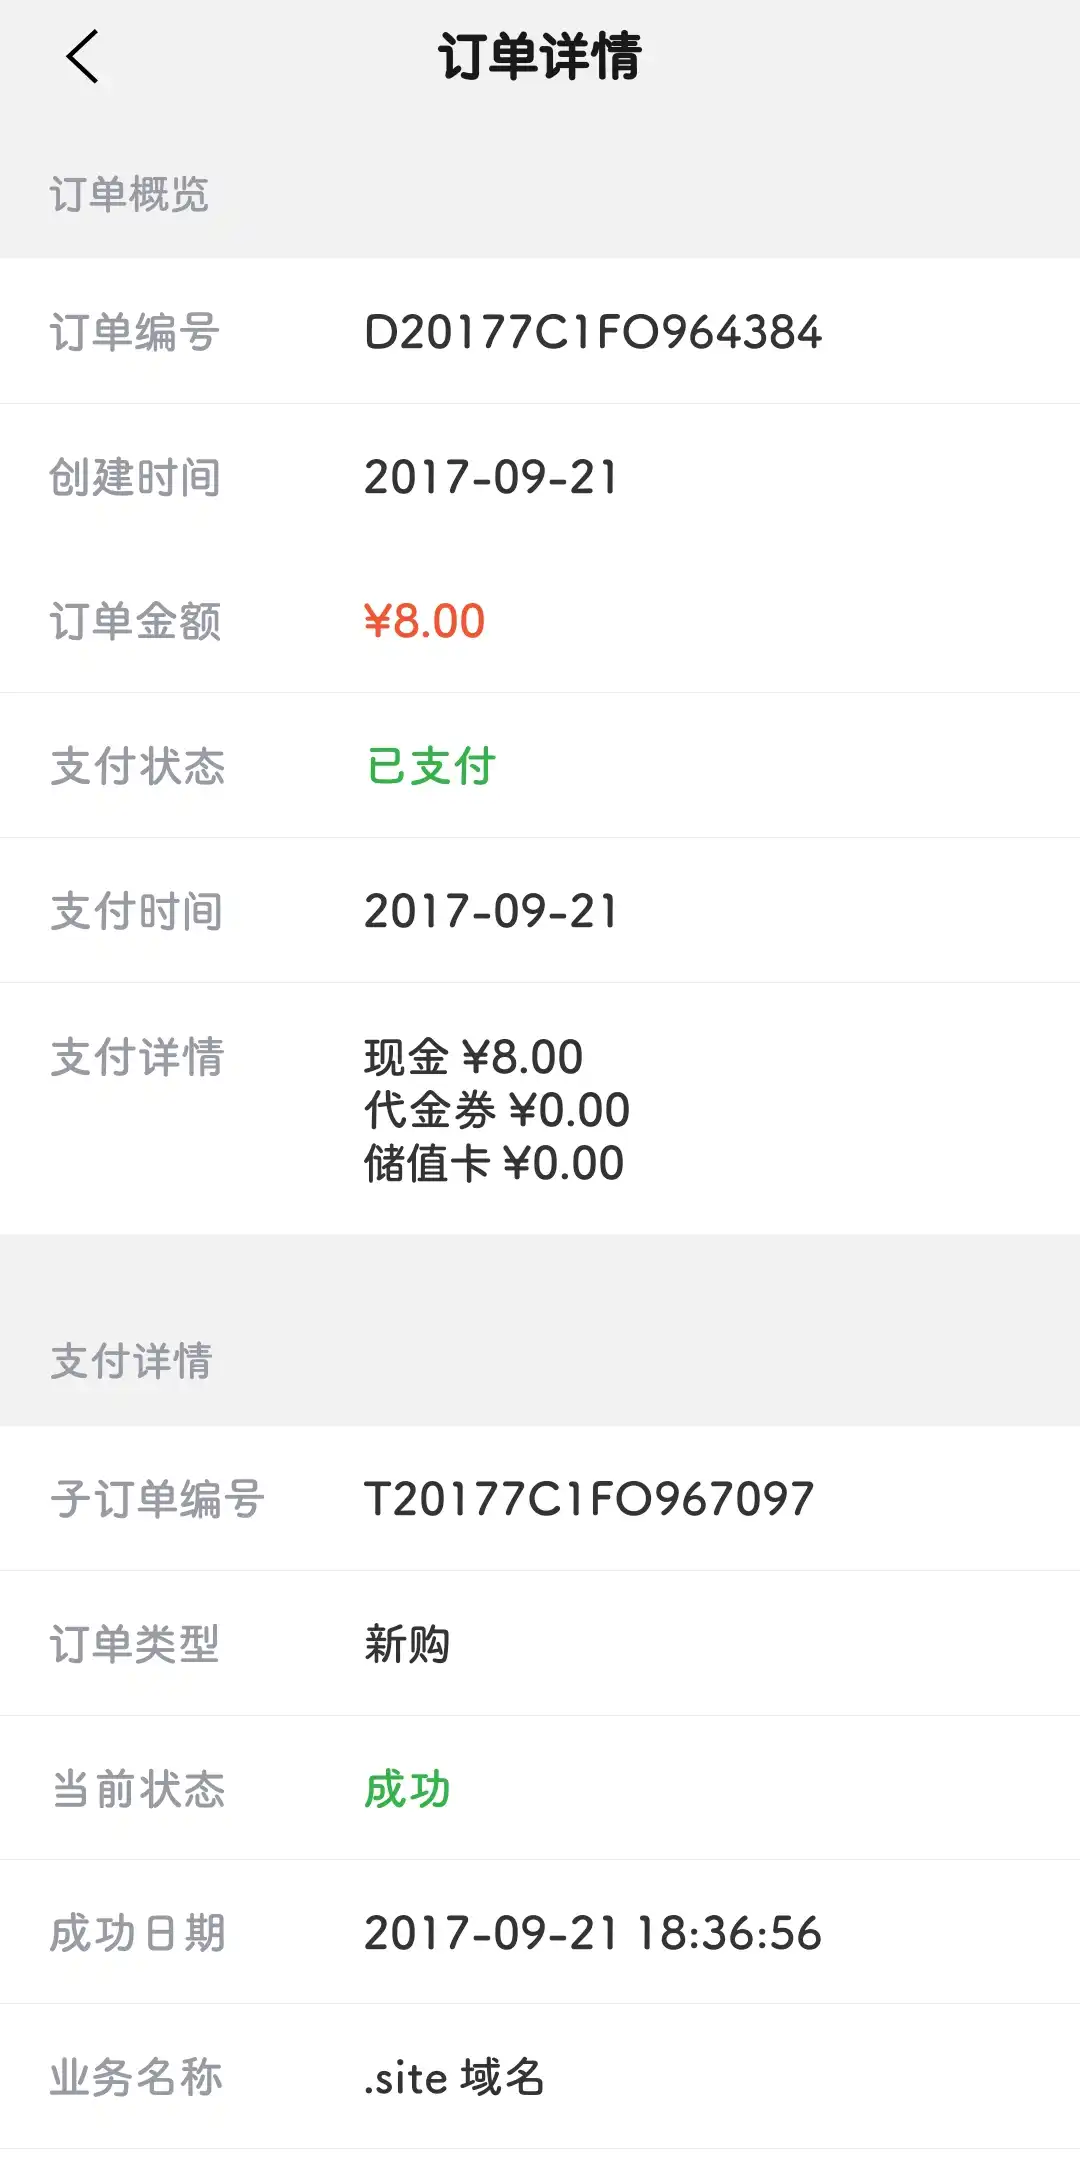 订单详情
订单概览
订单编号 D20177C1FO964384
创建时间 2017-09-21
订单金额 ¥8.00
支付状态 已支付
支付时间 2017-09-21
支付详情 现金 ¥8.00
代金券 ¥0.00
储值卡 ¥0.00
支付详情
子订单编号 T20177C1FO967097
订单类型 新购
当前状态 成功
成功日期 2017-09-21 18:36:56
业务名称 .site 域名